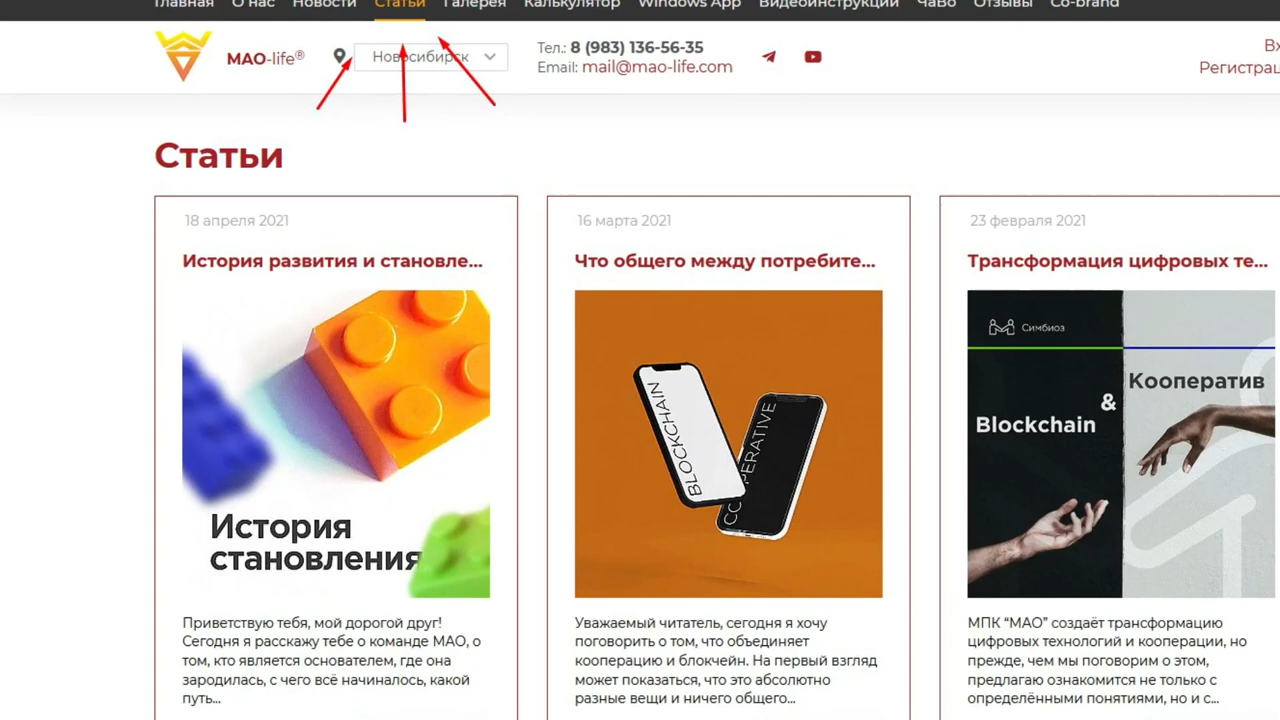 Главная О нас Новости Статьи Галерея Калькулятор Windows App Видеоинструкции ЧаВо Отзывы Co-brand
MAO-life®
Новосибирск
Тел.: 8 (983) 136-56-35
Email: mail@mao-life.com
Регистрац
Статьи
18 апреля 2021
История развития и становле...
История
становления
Приветствую тебя, мой дорогой друг!
Сегодня я расскажу тебе о команде МАО, о
том, кто является основателем, где она
зародилась, с чего всё начиналось, какой
путь...
16 марта 2021
Что общего между потребите...
BLOCKCHAIN
COOPERATIVE
Уважаемый читатель, сегодня я хочу
поговорить о том, что объединяет
кооперацию и блокчейн. На первый взгляд
может показаться, что это абсолютно
разные вещи и ничего общего...
23 февраля 2021
Трансформация цифровых те...
Симбиоз
Кооператив
&
Blockchain
МПК “МАО” создаёт трансформацию
цифровых технологий и кооперации, но
прежде, чем мы поговорим о этом,
предлагаю ознакомится не только с
определёнными понятиями, но и с...